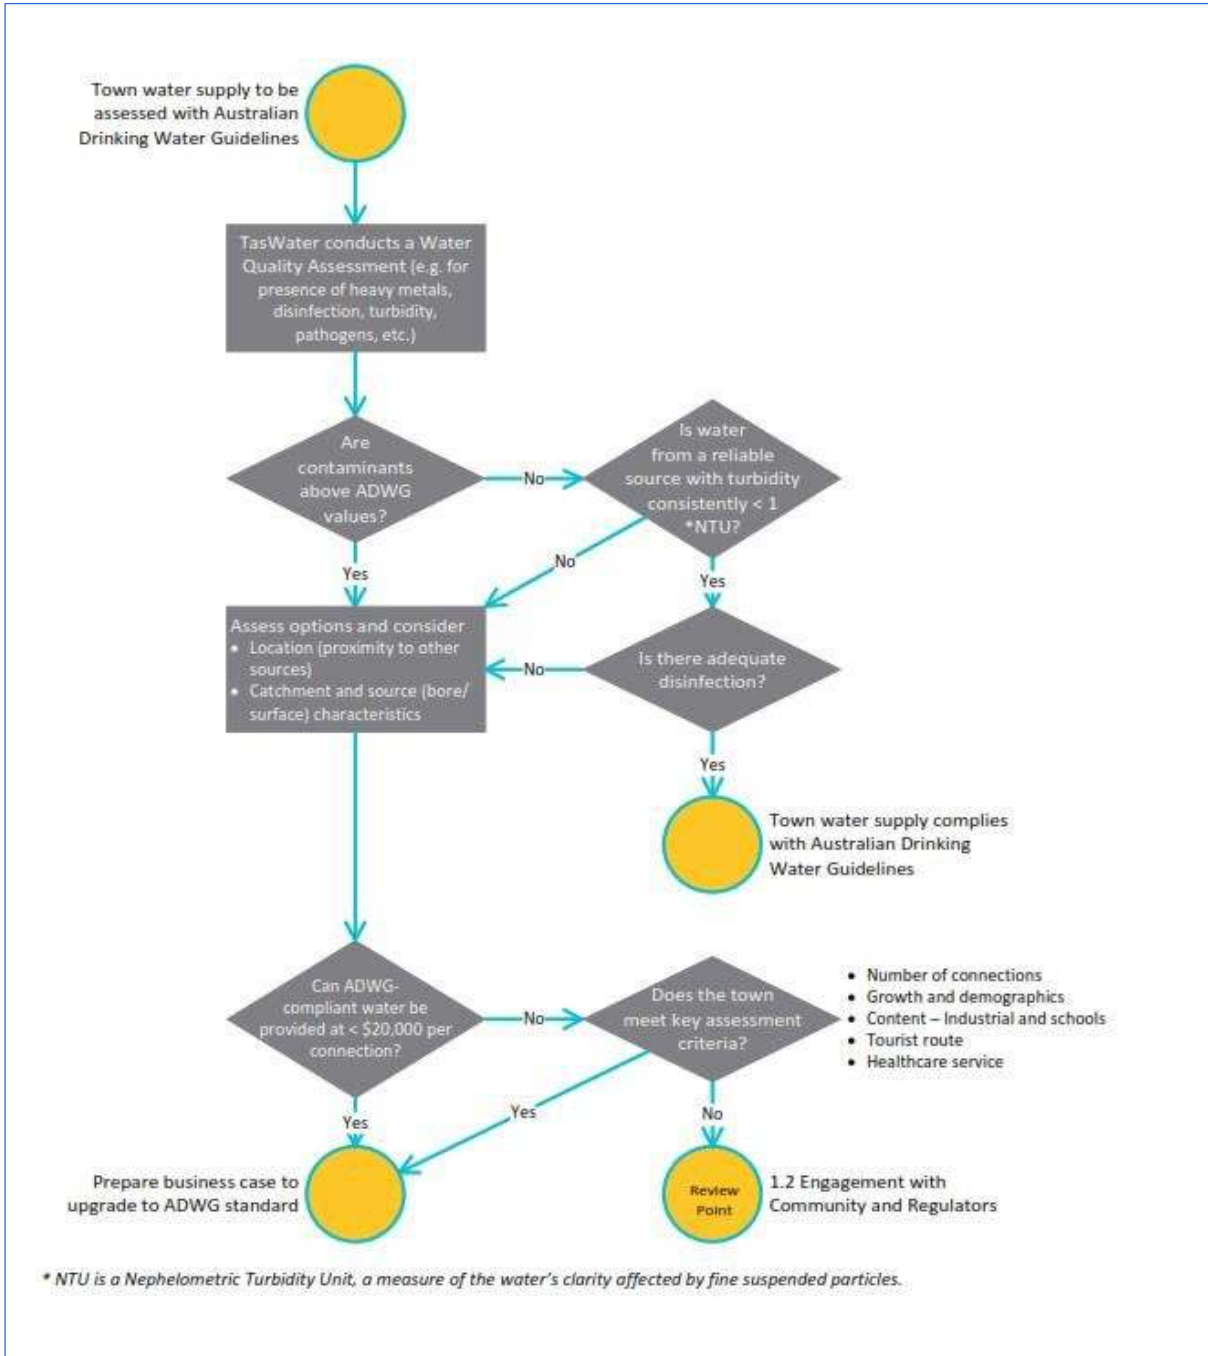 Town water supply to be
assessed with Australian
Drinking Water Guidelines
TasWater conducts a Water
Quality Assessment (e.g. for
presence of heavy metals,
disinfection, turbidity,
pathogens, etc.)
Are
contaminants
above ADWG
values?
No
Is water
from a reliable
source with turbidity
consistently < 1
*NTU?
Yes
No
Yes
Assess options and consider
• Location (proximity to other
sources)
• Catchment and source (bore/
surface) characteristics
No
Is there adequate
disinfection?
Yes
Town water supply complies
with Australian Drinking
Water Guidelines
Can ADWG-
compliant water be
provided at < $20,000 per
connection?
No
Does the town
meet key assessment
criteria?
• Number of connections
• Growth and demographics
• Content – Industrial and schools
• Tourist route
• Healthcare service
Yes
Yes
No
Prepare business case to
upgrade to ADWG standard
Review
Point
1.2 Engagement with
Community and Regulators
* NTU is a Nephelometric Turbidity Unit, a measure of the water's clarity affected by fine suspended particles.